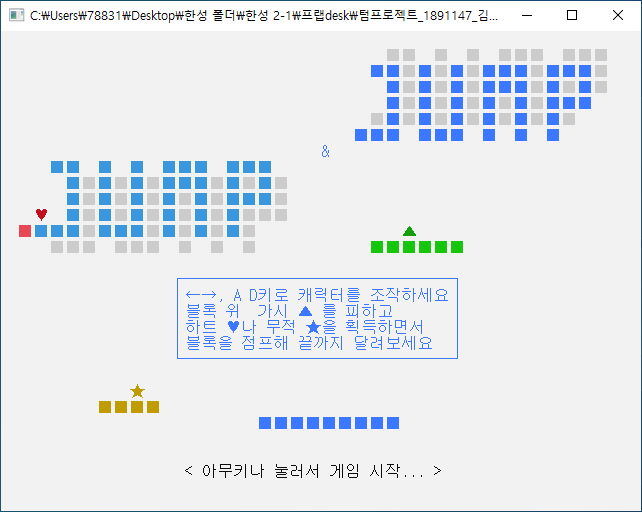 C:₩Users₩78831₩Desktop₩한성 폴더₩한성 2-1₩프랩desk₩텀프로젝트_1891147_김...
JUMP
&
JUMP
←→, A D키로 캐릭터를 조작하세요
블록 위 가시 ▲ 를 피하고
하트 ♥나 무적 ★을 획득하면서
블록을 점프해 끝까지 달려보세요
< 아무키나 눌러서 게임 시작... >